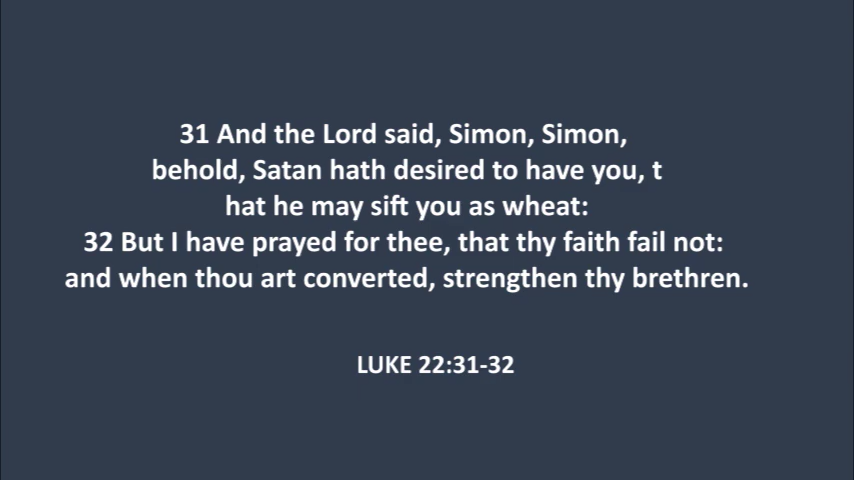 31 And the Lord said, Simon, Simon,
behold, Satan hath desired to have you, t
hat he may sift you as wheat:
32 But I have prayed for thee, that thy faith fail not:
and when thou art converted, strengthen thy brethren.
LUKE 22:31-32